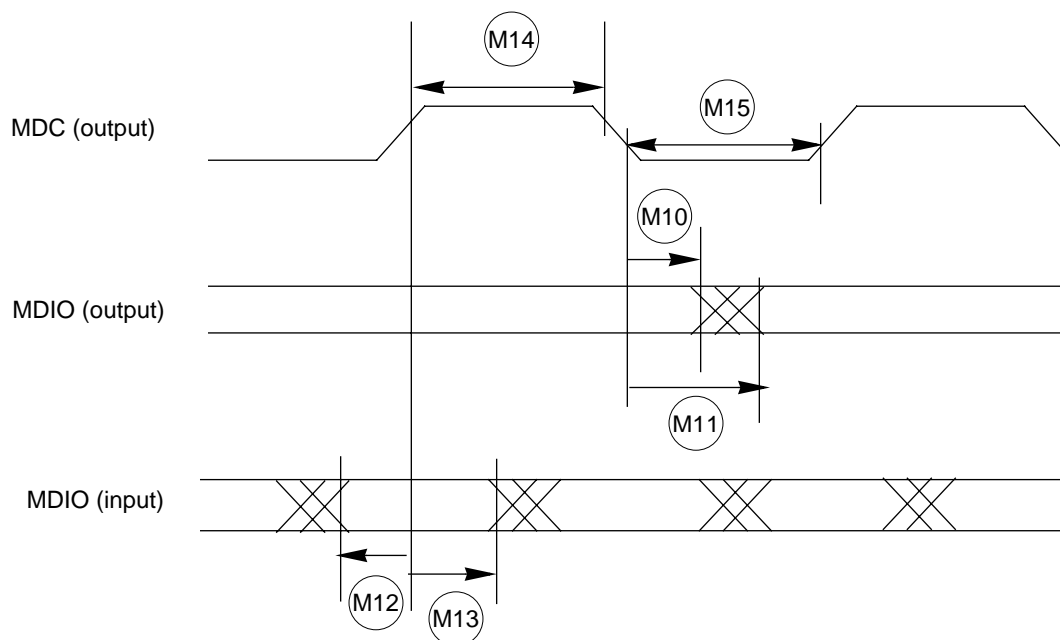 M14
MDC (output)
M15
M10
MDIO (output)
M11
MDIO (input)
M12
M13